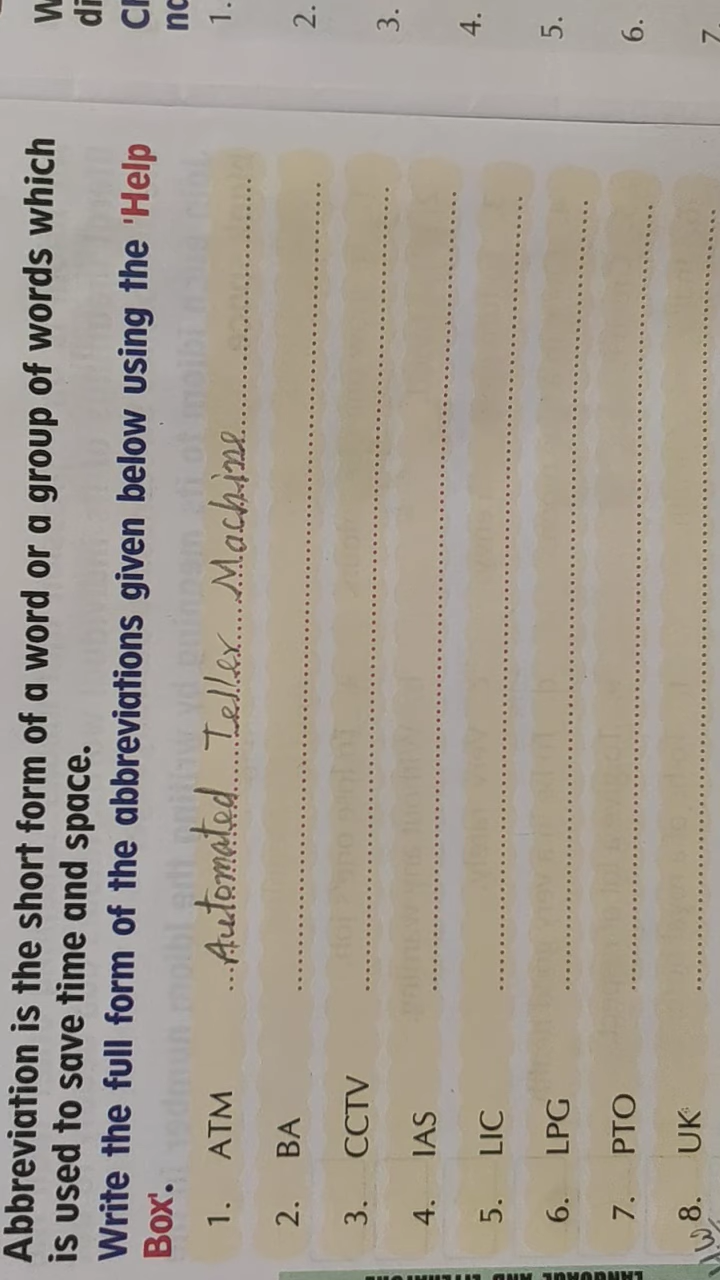 Abbreviation is the short form of a word or a group of words which
is used to save time and space.
Write the full form of the abbreviations given below using the 'Help
Box'.
1. ATM Automated Teller Machine
2. BA
3. CCTV
4. IAS
5. LIC
6. LPG
7. PTO
8. UK
1.
2.
3.
4.
5.
6.
7.